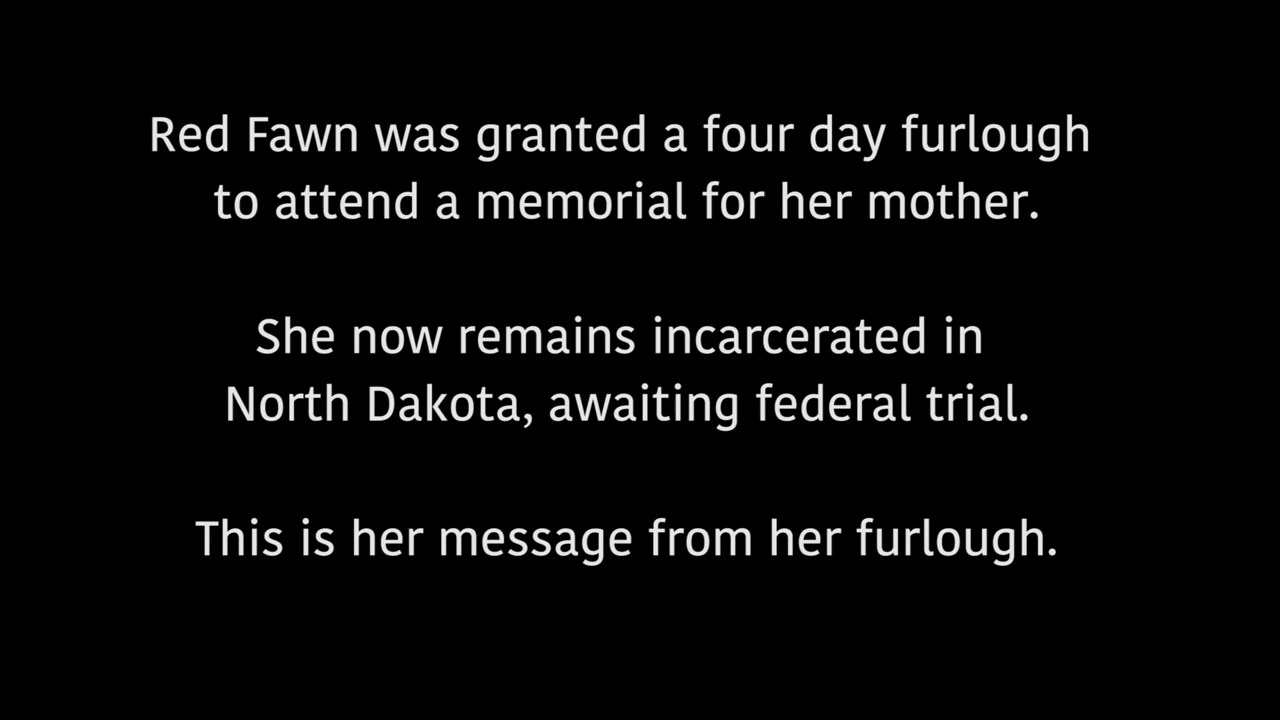 Red Fawn was granted a four day furlough
to attend a memorial for her mother.
She now remains incarcerated in
North Dakota, awaiting federal trial.
This is her message from her furlough.